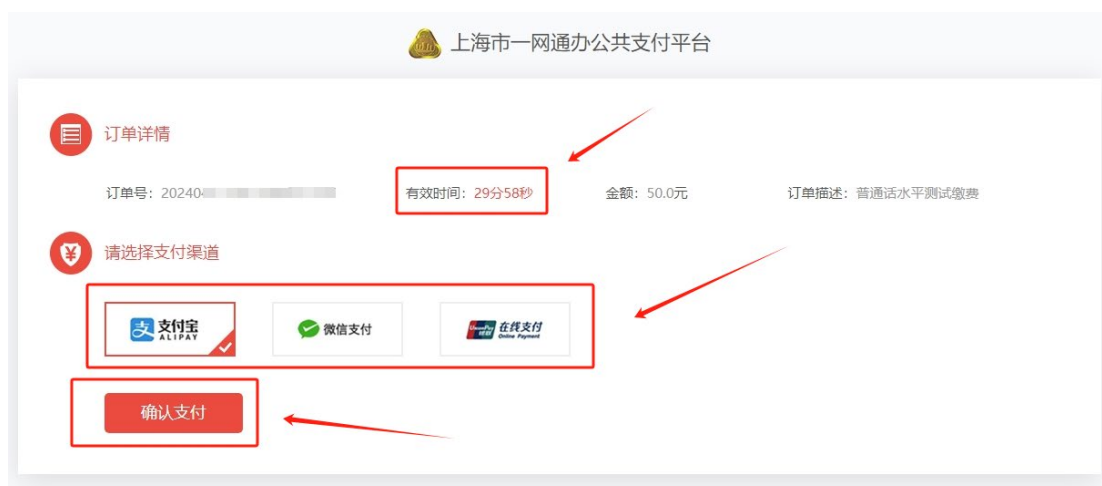 上海市一网通办公共支付平台
订单详情
订单号：20240 有效时间：29分58秒 金额：50.0元 订单描述：普通话水平测试缴费
请选择支付渠道
支付宝 微信支付 UnionPay 银联 在线支付
ALIPAY Online Payment
确认支付